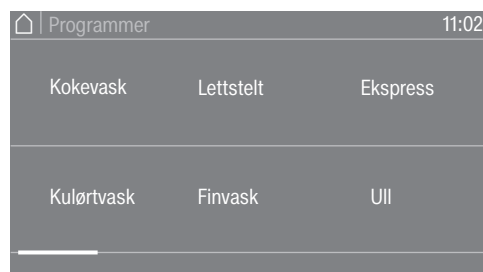 Programmer 11:02
Kokevask Lettstelt Ekspress
Kulørtvask Finvask Ull